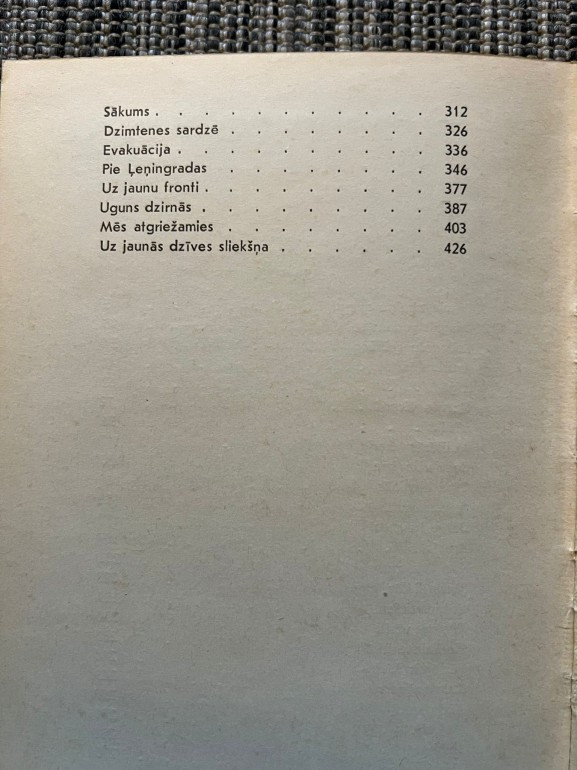 Sākums . . . . . . . . . . . 312
Dzimtenes sardzē . . . . . . . . 326
Evakuācija . . . . . . . . . . 336
Pie Ļeņingradas . . . . . . . . 346
Uz jaunu fronti . . . . . . . . . 377
Uguns dzirnās . . . . . . . . . 387
Mēs atgriežamies . . . . . . . . 403
Uz jaunās dzīves sliekšņa . . . . . . 426